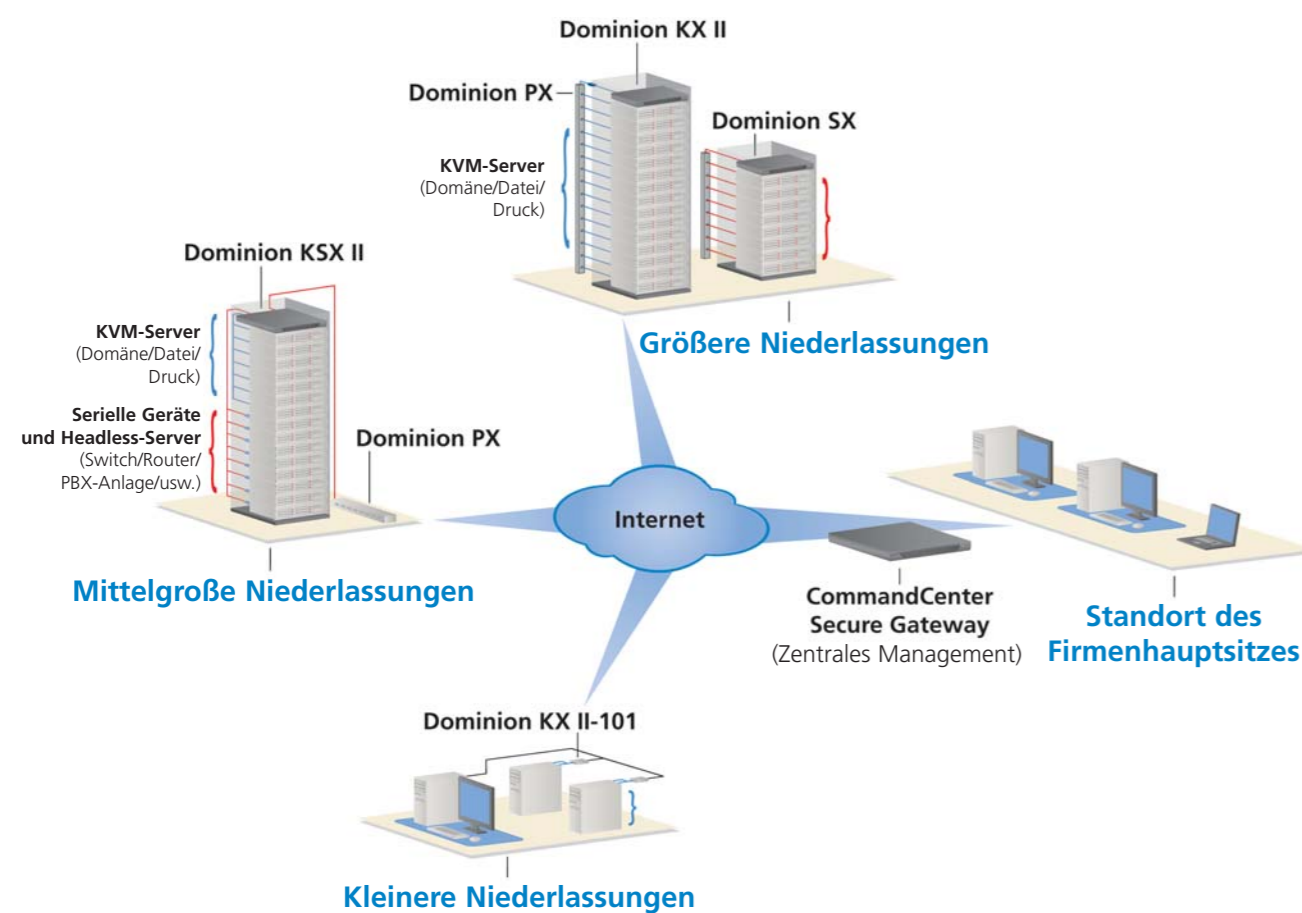 Dominion KX II
Dominion PX
Dominion SX
KVM-Server
(Domäne/Datei/
Druck)
Größere Niederlassungen
Dominion KSX II
KVM-Server
(Domäne/Datei/
Druck)
Serielle Geräte
und Headless-Server
(Switch/Router/
PBX-Anlage/usw.)
Dominion PX
Mittelgroße Niederlassungen
Internet
CommandCenter
Secure Gateway
(Zentrales Management)
Standort des
Firmenhauptsitzes
Dominion KX II-101
Kleinere Niederlassungen